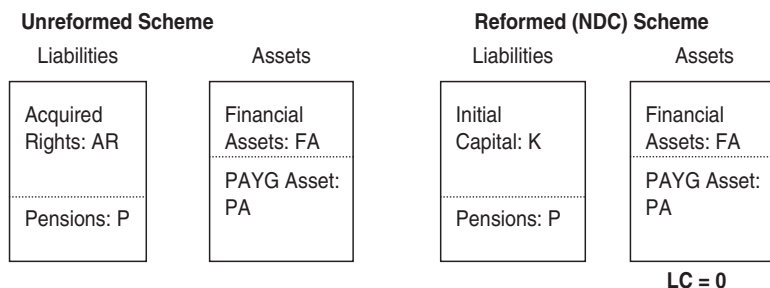 Unreformed Scheme
Liabilities
Assets
Acquired
Rights: AR
Pensions: P
Financial
Assets: FA
PAYG Asset:
PA
Reformed (NDC) Scheme
Liabilities
Assets
Initial
Capital: K
Pensions: P
Financial
Assets: FA
PAYG Asset:
PA
LC = 0